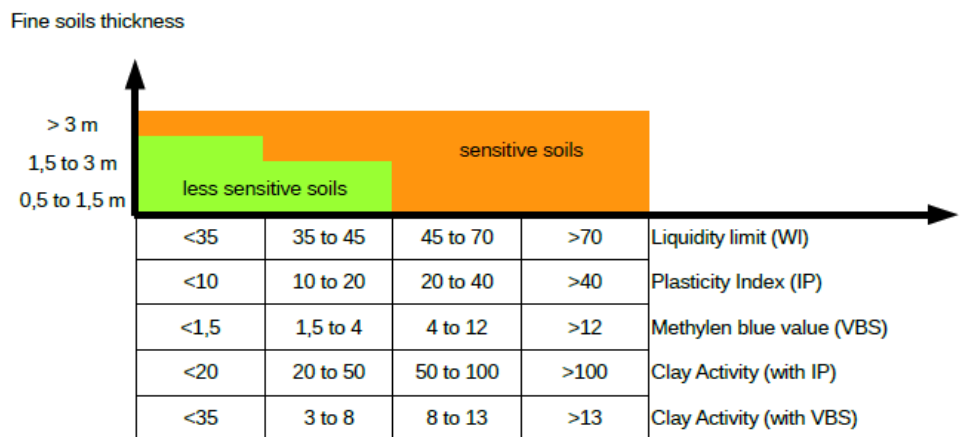 Fine soils thickness
> 3 m
sensitive soils
1,5 to 3 m
less sensitive soils
0,5 to 1,5 m
<35 35 to 45 45 to 70 >70 Liquidity limit (Wl)
<10 10 to 20 20 to 40 >40 Plasticity Index (IP)
<1,5 1,5 to 4 4 to 12 >12 Methylen blue value (VBS)
<20 20 to 50 50 to 100 >100 Clay Activity (with IP)
<35 3 to 8 8 to 13 >13 Clay Activity (with VBS)